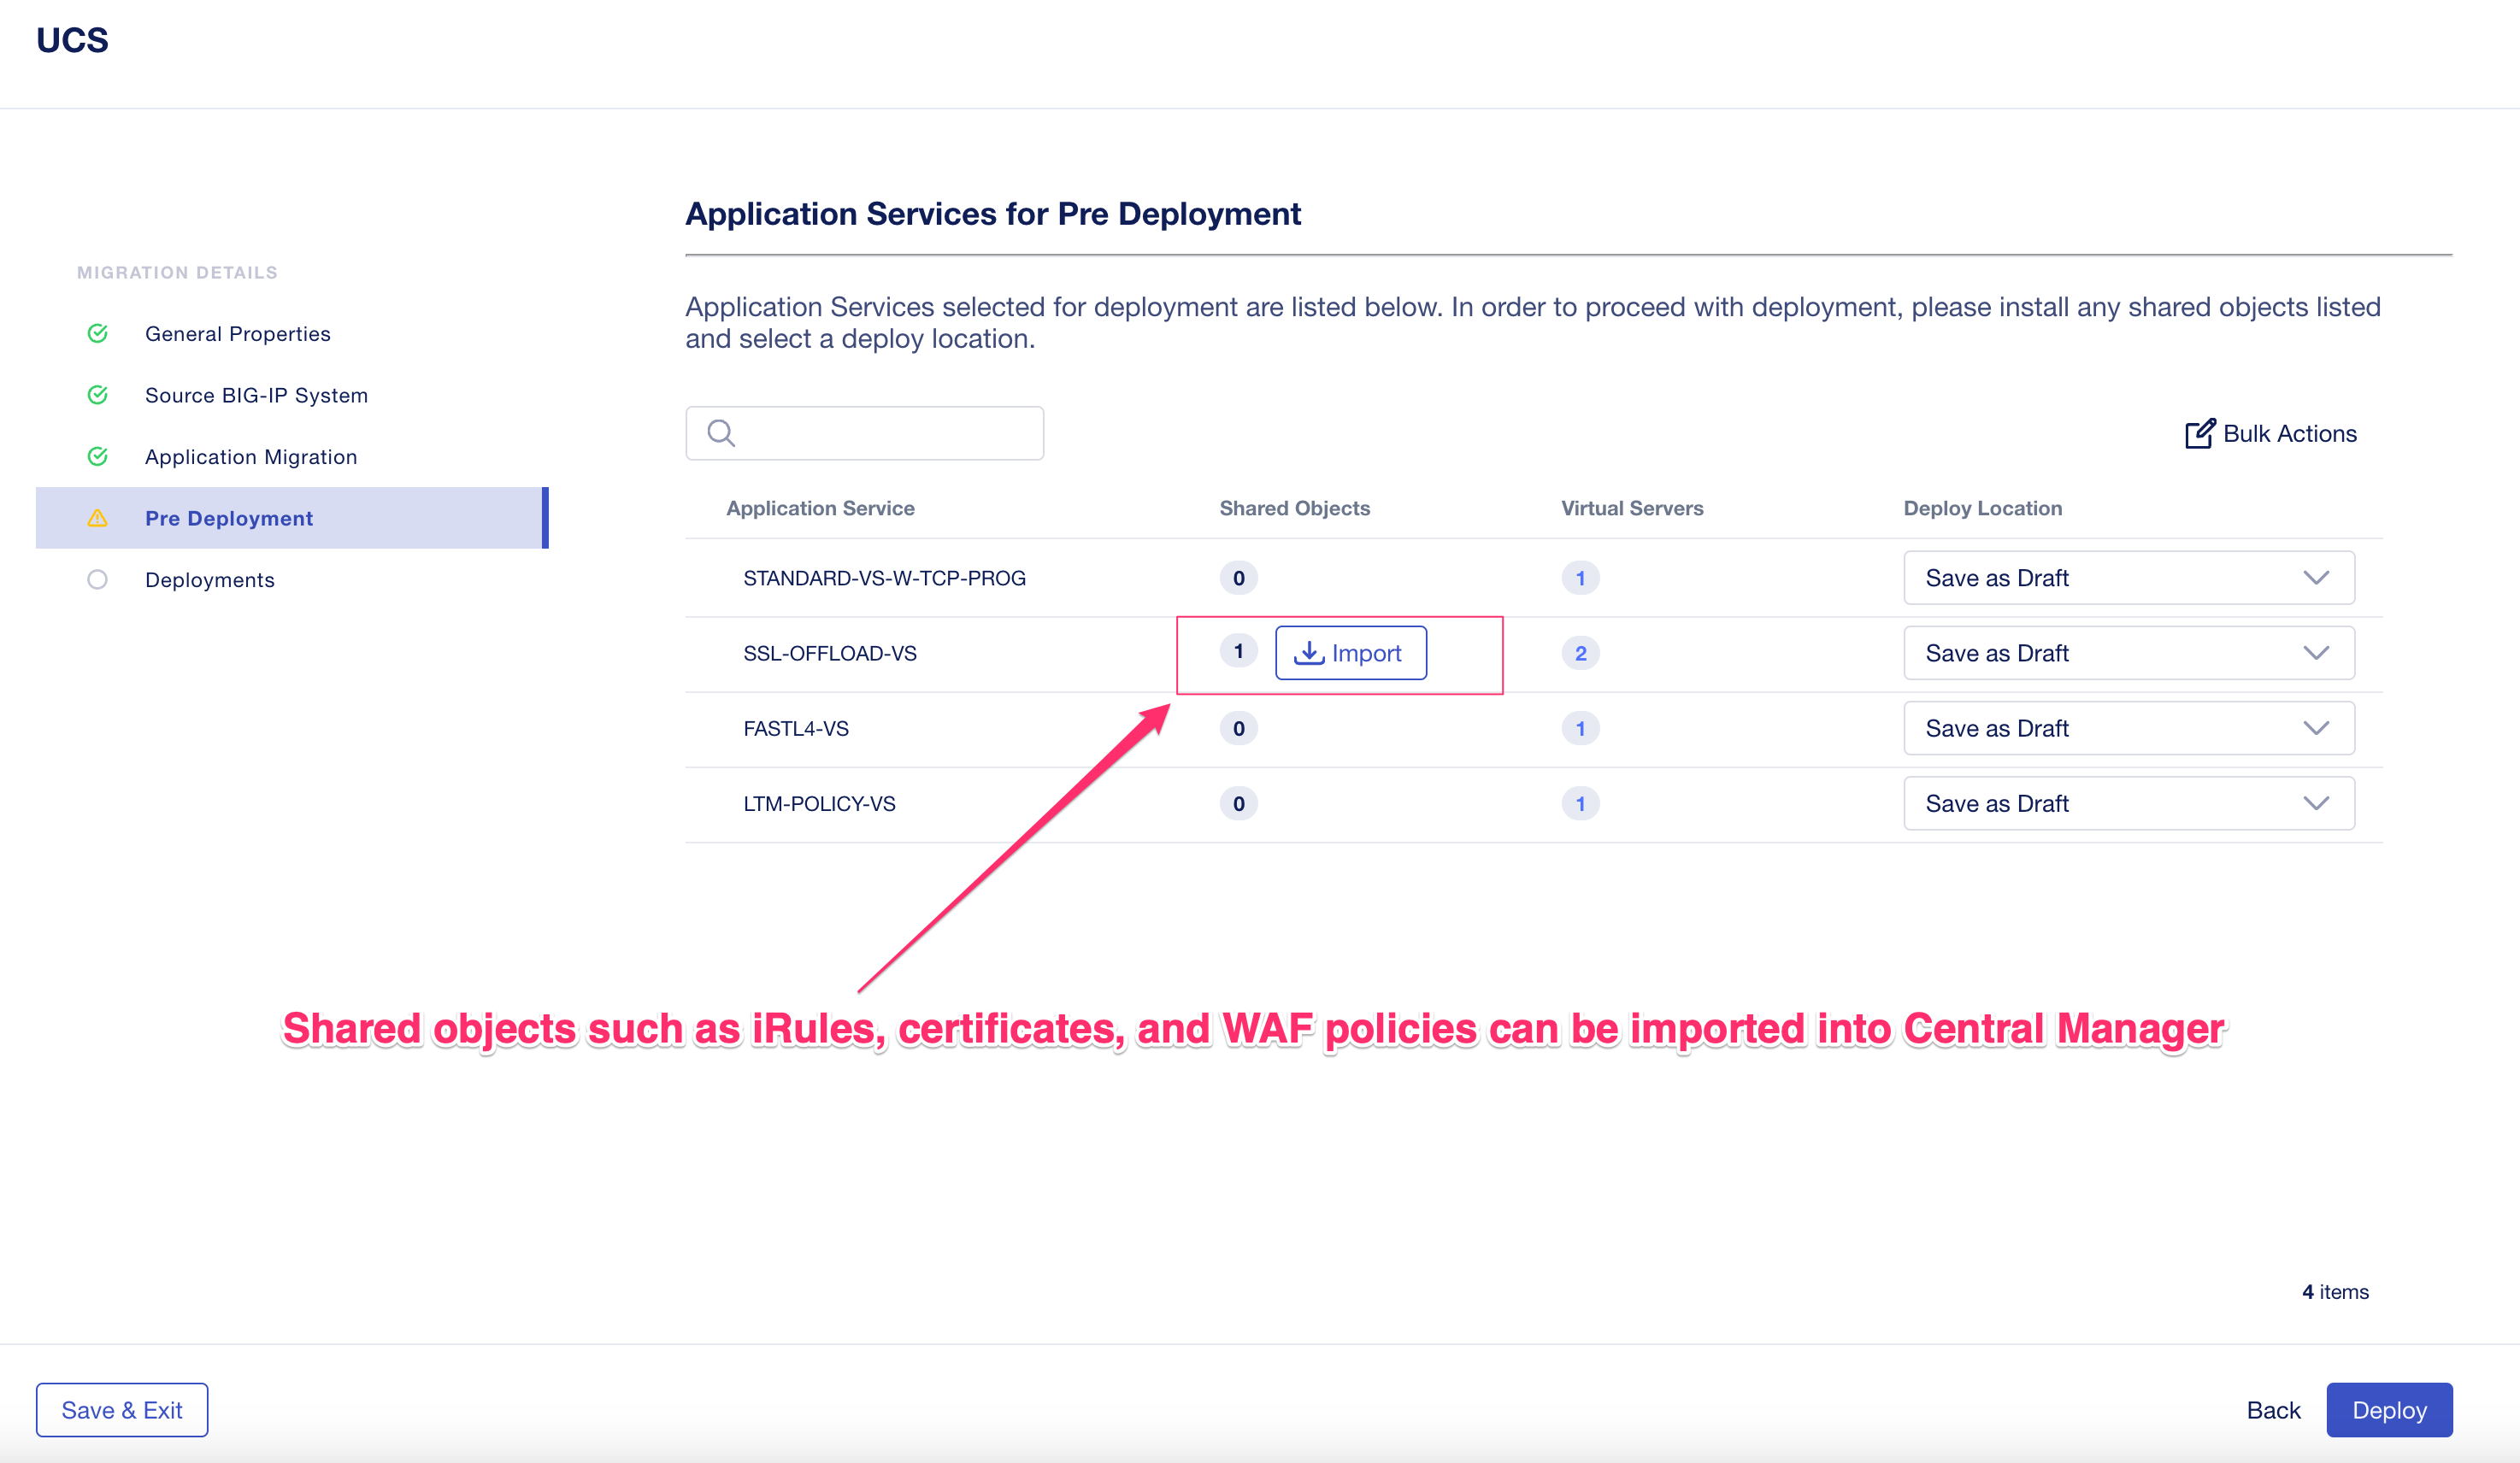 UCS
MIGRATION DETAILS
General Properties
Source BIG-IP System
Application Migration
Pre Deployment
Deployments
Application Services for Pre Deployment
Application Services selected for deployment are listed below. In order to proceed with deployment, please install any shared objects listed
and select a deploy location.
Bulk Actions
Application Service Shared Objects Virtual Servers Deploy Location
STANDARD-VS-W-TCP-PROG 0 1 Save as Draft
SSL-OFFLOAD-VS 1 Import 2 Save as Draft
FASTL4-VS 0 1 Save as Draft
LTM-POLICY-VS 0 1 Save as Draft
Shared objects such as iRules, certificates, and WAF policies can be imported into Central Manager
4 items
Save & Exit Back Deploy